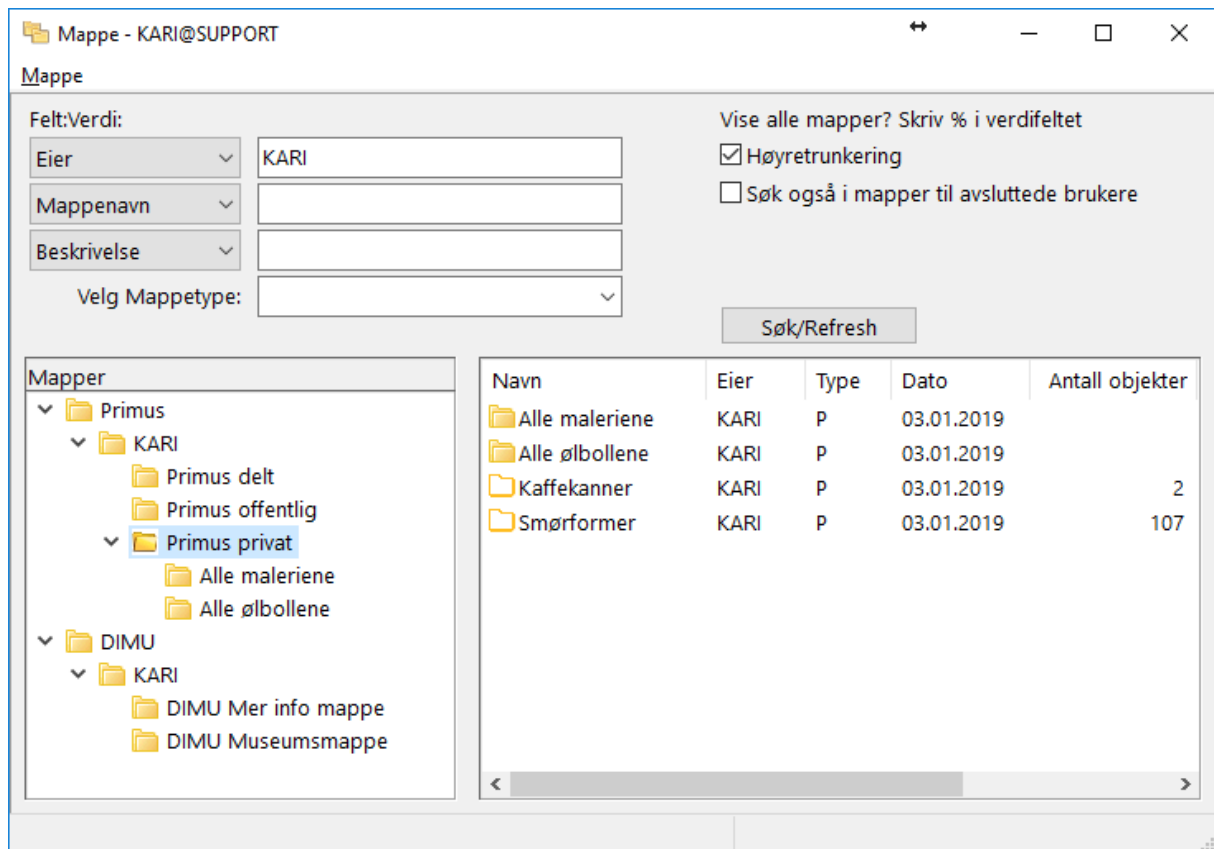 Mappe - KARI@SUPPORT
Mappe
Felt:Verdi:
Vise alle mapper? Skriv % i verdifeltet
Eier KARI
Høyretrunkering
Mappenavn
Søk også i mapper til avsluttede brukere
Beskrivelse
Velg Mappetype:
Søk/Refresh
Mapper
Primus
KARI
Primus delt
Primus offentlig
Primus privat
Alle maleriene
Alle ølbollene
DIMU
KARI
DIMU Mer info mappe
DIMU Museumsmappe
Navn Eier Type Dato Antall objekter
Alle maleriene KARI P 03.01.2019
Alle ølbollene KARI P 03.01.2019
Kaffekanner KARI P 03.01.2019 2
Smørformer KARI P 03.01.2019 107